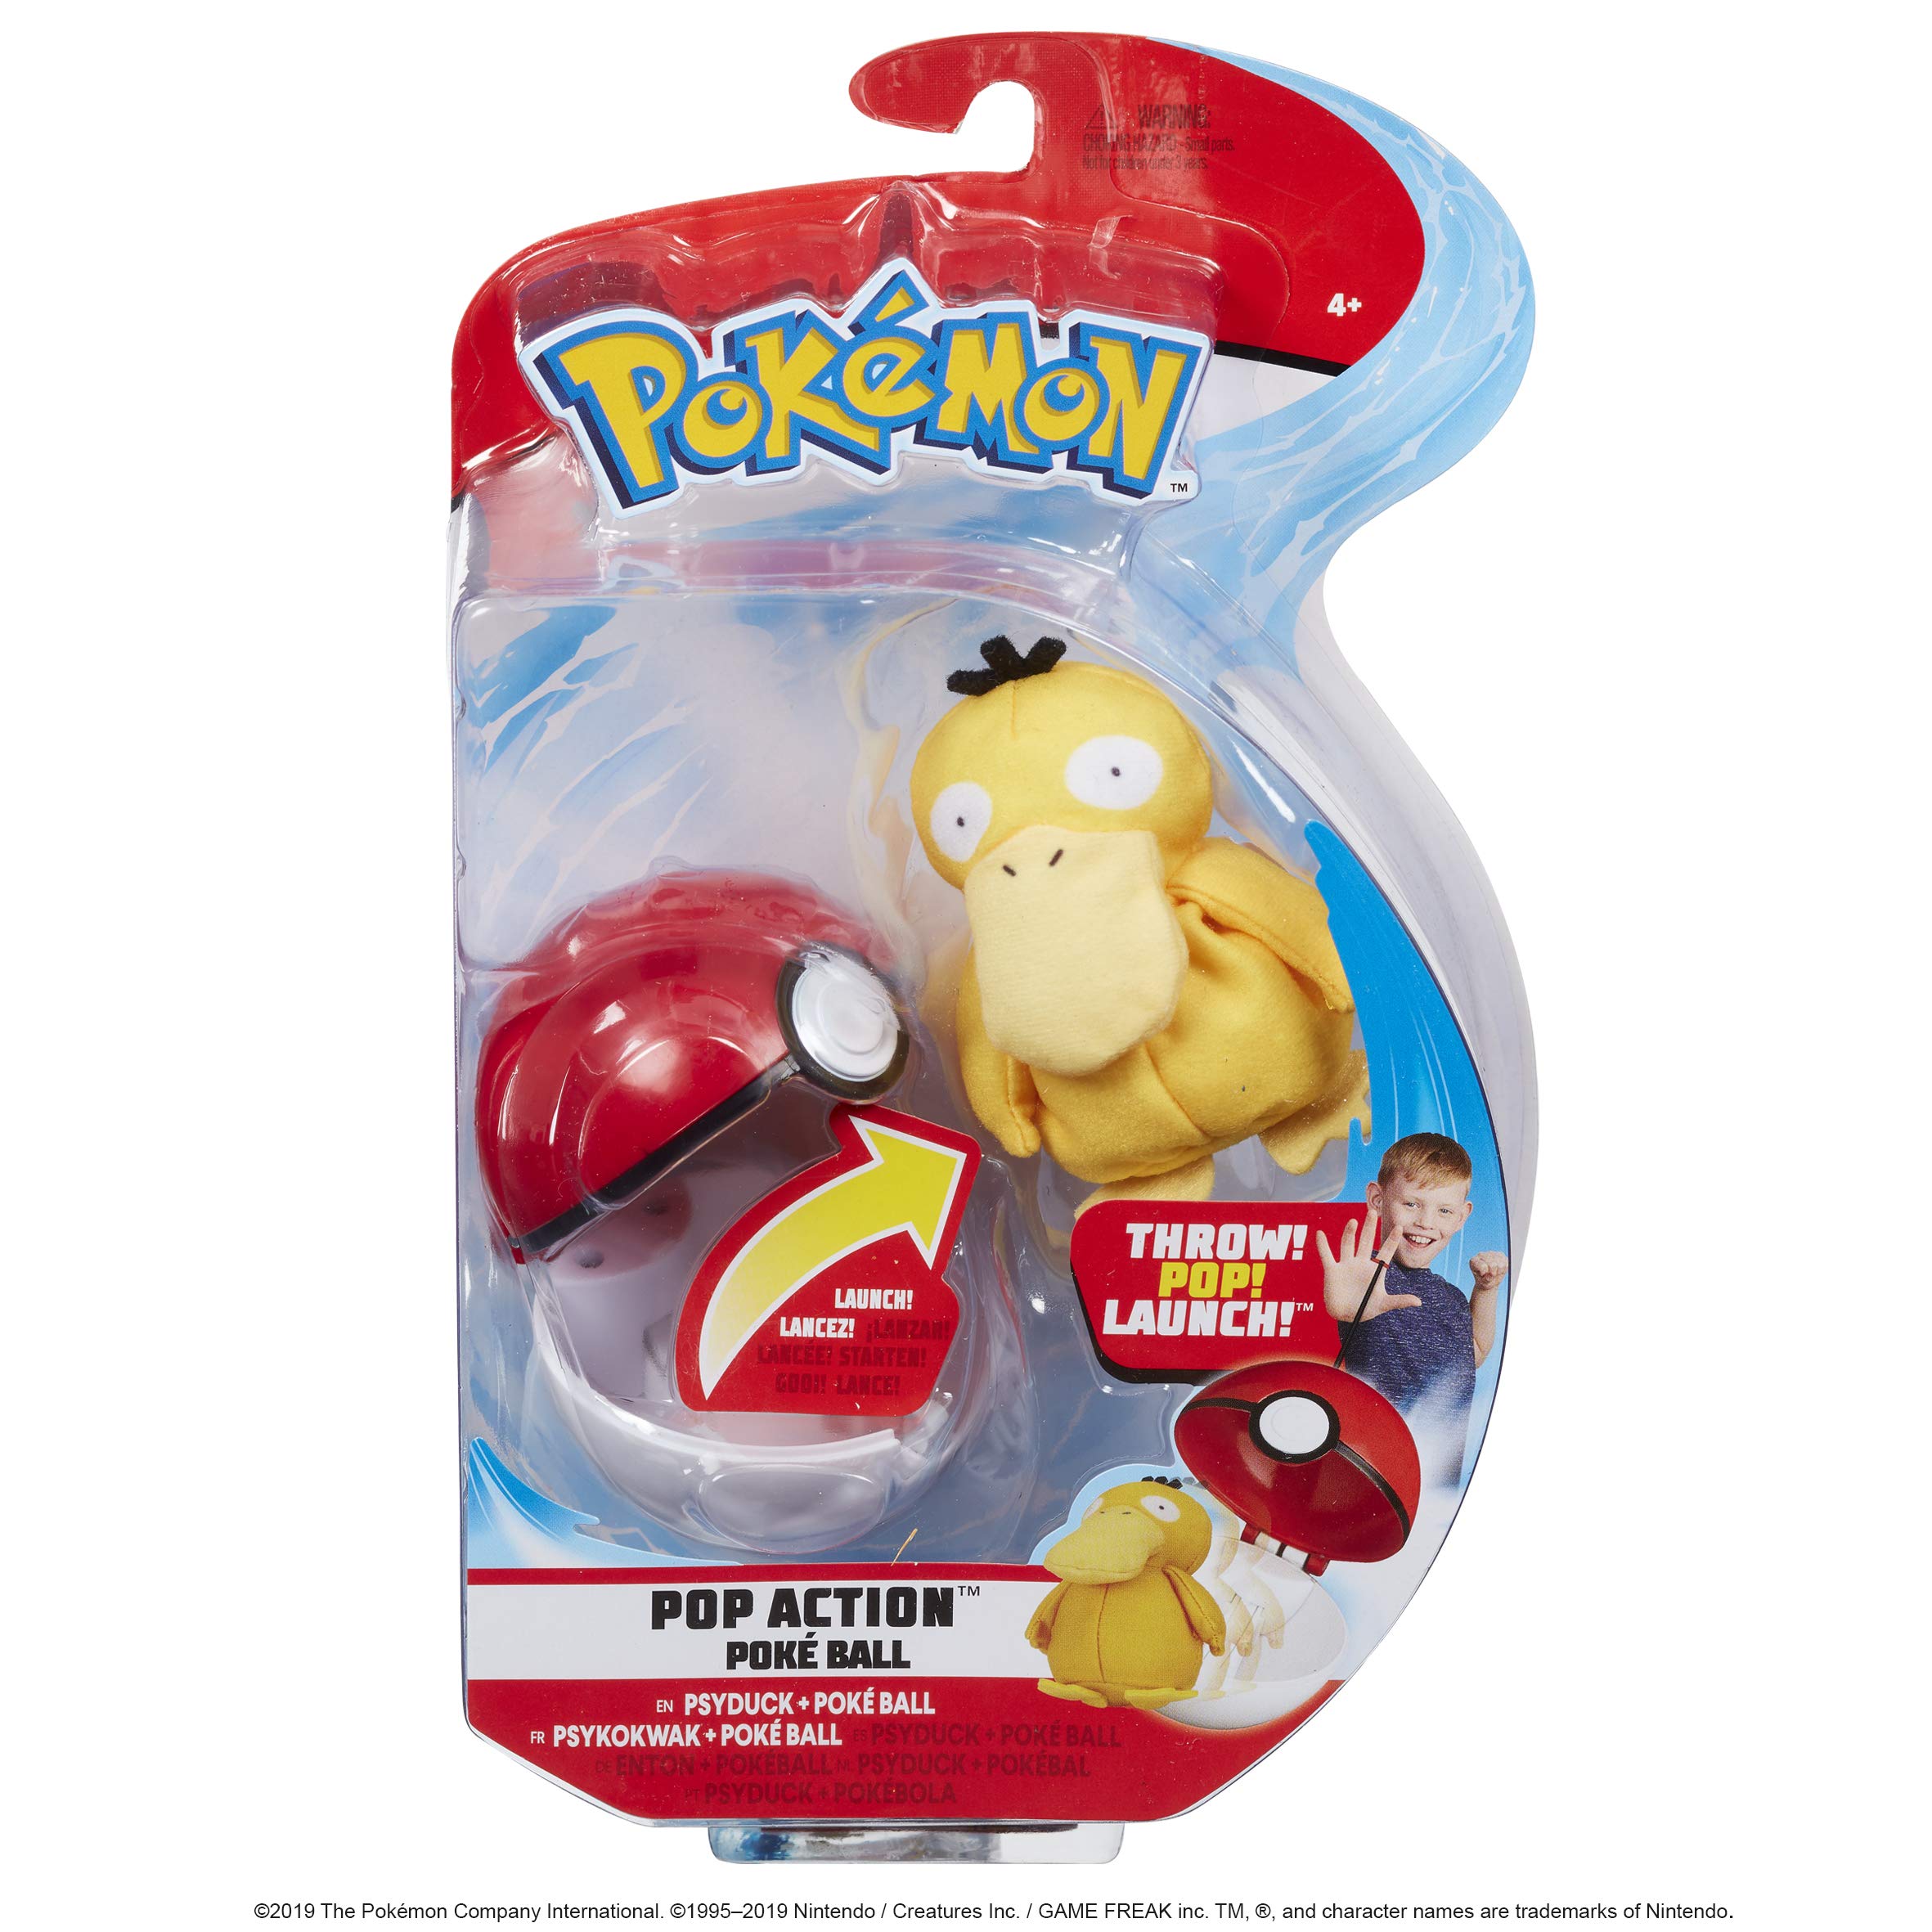 WARNING:
CHOKING HAZARD - Small parts.
Not for children under 3 years.
4+
POKÉMON™
LAUNCH!
LANCEZ! ¡LANZAR!
LANCÉE! STARTEN!
GOOI! LANCE!
THROW!
POP!
LAUNCH!™
POP ACTION™
POKÉ BALL
EN PSYDUCK + POKÉ BALL
FR PSYKOKWAK + POKÉ BALL ES PSYDUCK + POKÉ BALL
DE ENTON + POKÉBALL NL PSYDUCK + POKÉBAL
PT PSYDUCK + POKÉBOLA
©2019 The Pokémon Company International. ©1995–2019 Nintendo / Creatures Inc. / GAME FREAK inc. TM, ®, and character names are trademarks of Nintendo.